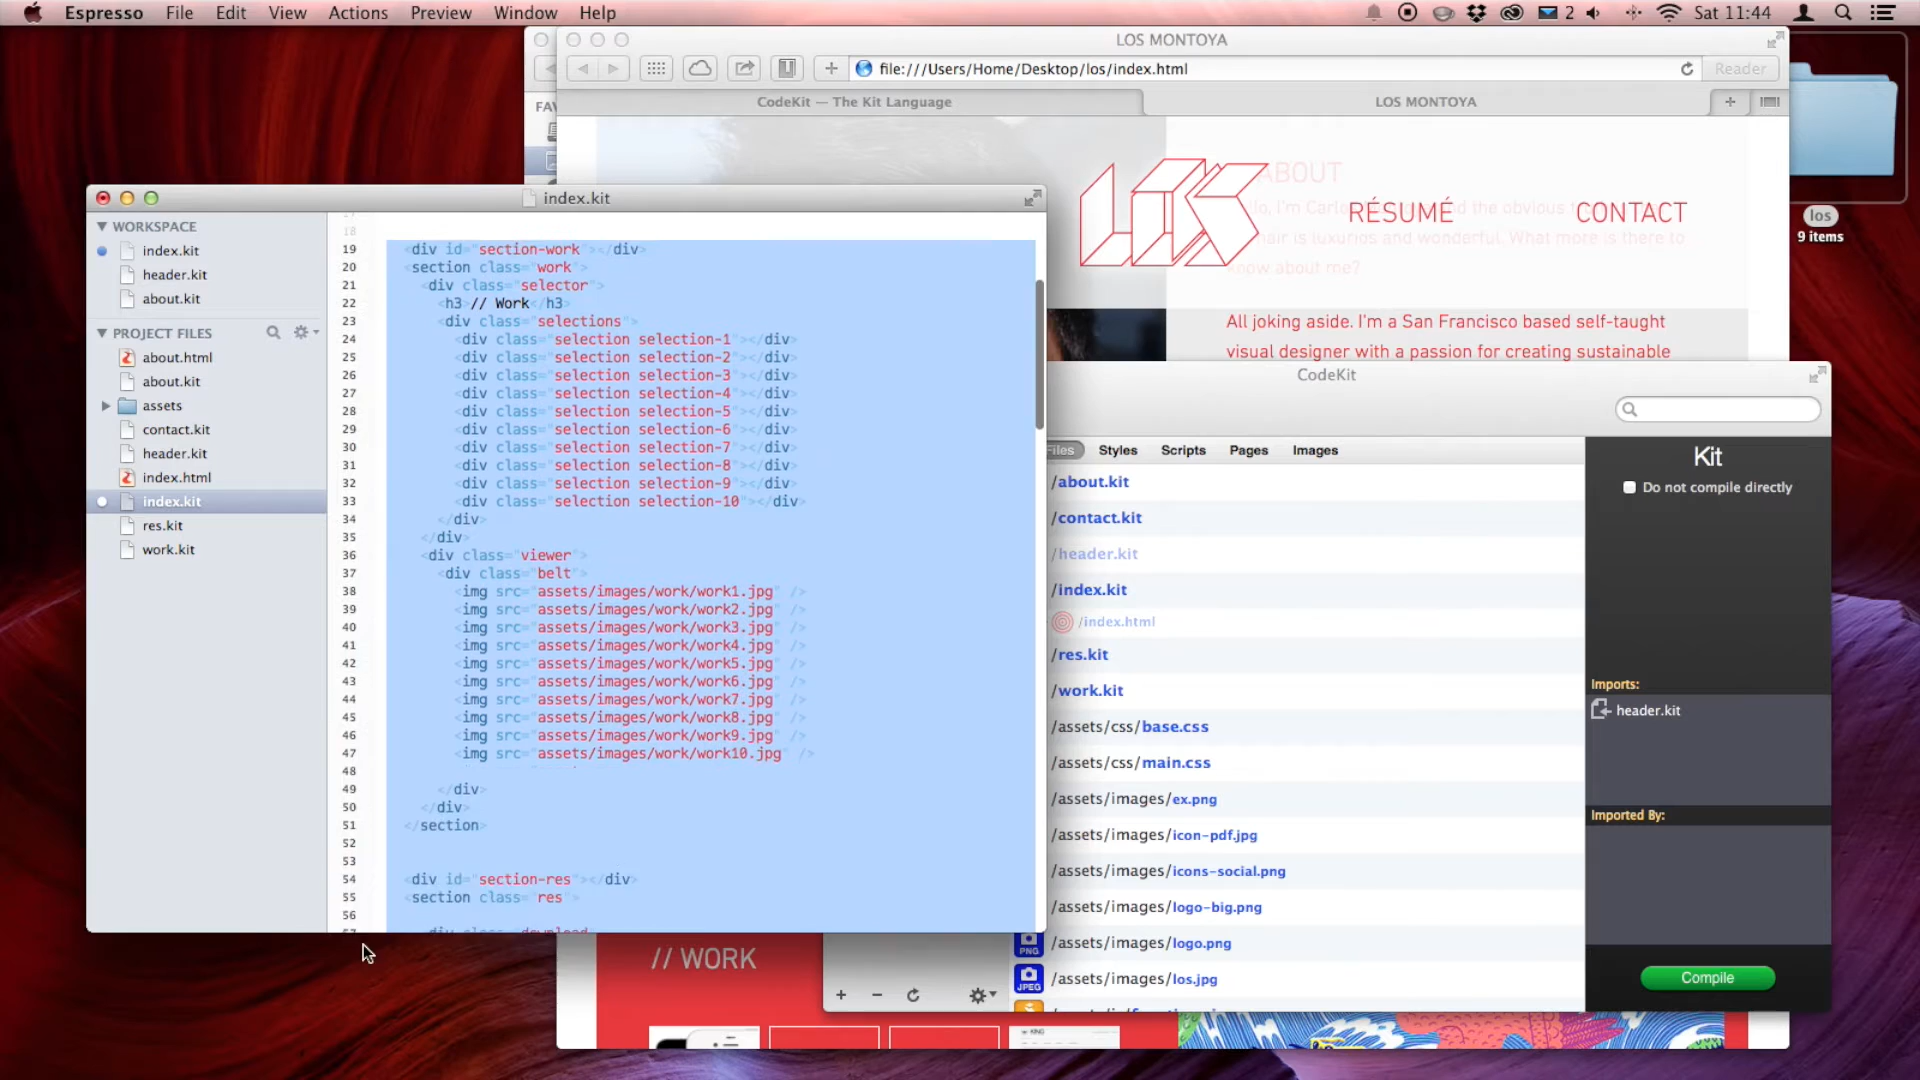 Espresso File Edit View Actions Preview Window Help
2 Sat 11:44
LOS MONTOYA
file:///Users/Home/Desktop/los/index.html
Reader
CodeKit — The Kit Language
LOS MONTOYA
LOS
ABOUT
RÉSUMÉ
CONTACT
know about me?
All joking aside. I'm a San Francisco based self-taught
visual designer with a passion for creating sustainable
los
9 items
index.kit
WORKSPACE
index.kit
header.kit
about.kit
PROJECT FILES
about.html
about.kit
assets
contact.kit
header.kit
index.html
index.kit
res.kit
work.kit
18
19 <div id="section-work"></div>
20 <section class="work">
21 <div class="selector">
22 <h3>// Work</h3>
23 <div class="selections">
24 <div class="selection selection-1"></div>
25 <div class="selection selection-2"></div>
26 <div class="selection selection-3"></div>
27 <div class="selection selection-4"></div>
28 <div class="selection selection-5"></div>
29 <div class="selection selection-6"></div>
30 <div class="selection selection-7"></div>
31 <div class="selection selection-8"></div>
32 <div class="selection selection-9"></div>
33 <div class="selection selection-10"></div>
34 </div>
35 </div>
36 <div class="viewer">
37 <div class="belt">
38 <img src="assets/images/work/work1.jpg" />
39 <img src="assets/images/work/work2.jpg" />
40 <img src="assets/images/work/work3.jpg" />
41 <img src="assets/images/work/work4.jpg" />
42 <img src="assets/images/work/work5.jpg" />
43 <img src="assets/images/work/work6.jpg" />
44 <img src="assets/images/work/work7.jpg" />
45 <img src="assets/images/work/work8.jpg" />
46 <img src="assets/images/work/work9.jpg" />
47 <img src="assets/images/work/work10.jpg" />
48
49 </div>
50 </div>
51 </section>
52
53
54 <div id="section-res"></div>
55 <section class="res">
56
CodeKit
Files Styles Scripts Pages Images
/about.kit
/contact.kit
/header.kit
/index.kit
/index.html
/res.kit
/work.kit
/assets/css/base.css
/assets/css/main.css
/assets/images/ex.png
/assets/images/icon-pdf.jpg
/assets/images/icons-social.png
/assets/images/logo-big.png
PNG /assets/images/logo.png
JPEG /assets/images/los.jpg
Kit
Do not compile directly
Imports:
header.kit
Imported By:
Compile
// WORK